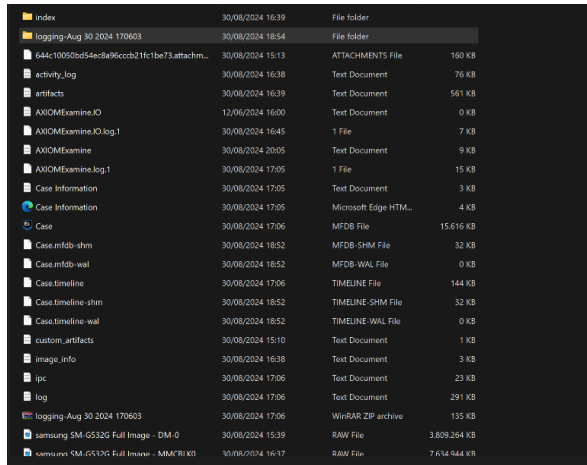 index 30/08/2024 16:39 File folder
logging-Aug 30 2024 170603 30/08/2024 18:54 File folder
644c10050bd54ec8a96cccb21fc1be73.attachm... 30/08/2024 15:13 ATTACHMENTS File 160 KB
activity_log 30/08/2024 16:38 Text Document 76 KB
artifacts 30/08/2024 16:39 Text Document 561 KB
AXIOMExamine.IO 12/06/2024 16:00 Text Document 0 KB
AXIOMExamine.IO.log.1 30/08/2024 16:45 1 File 7 KB
AXIOMExamine 30/08/2024 20:05 Text Document 9 KB
AXIOMExamine.log.1 30/08/2024 17:05 1 File 15 KB
Case Information 30/08/2024 17:05 Text Document 3 KB
Case Information 30/08/2024 17:05 Microsoft Edge HTM... 4 KB
Case 30/08/2024 17:06 MFDB File 15.616 KB
Case.mfdb-shm 30/08/2024 18:52 MFDB-SHM File 32 KB
Case.mfdb-wal 30/08/2024 18:52 MFDB-WAL File 0 KB
Case.timeline 30/08/2024 17:06 TIMELINE File 144 KB
Case.timeline-shm 30/08/2024 18:52 TIMELINE-SHM File 32 KB
Case.timeline-wal 30/08/2024 18:52 TIMELINE-WAL File 0 KB
custom_artifacts 30/08/2024 15:10 Text Document 1 KB
image_info 30/08/2024 16:38 Text Document 3 KB
ipc 30/08/2024 17:06 Text Document 23 KB
log 30/08/2024 17:06 Text Document 291 KB
logging-Aug 30 2024 170603 30/08/2024 17:06 WinRAR ZIP archive 135 KB
samsung SM-G532G Full Image - DM-0 30/08/2024 15:39 RAW File 3.809.264 KB
samsung SM-G532G Full Image - MMCBLK0 30/08/2024 16:37 RAW File 7.634.944 KB